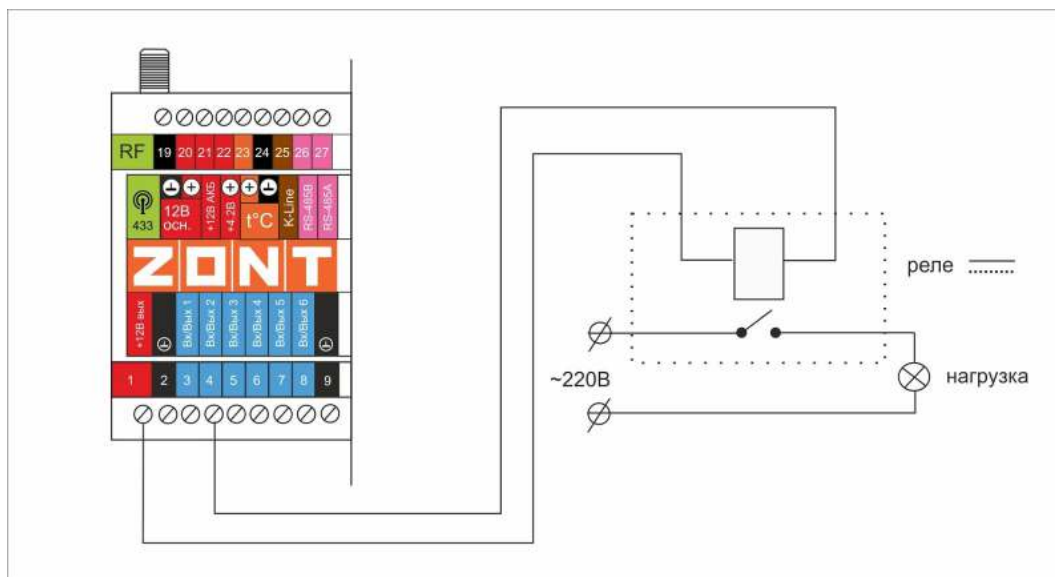 RF 19 20 21 22 23 24 25 26 27
433
12В осн.
+12В АКБ
+4.2В
t°C
K-Line
RS-485B
RS-485A
ZONT
+12В вых
Вх/Вых 1
Вх/Вых 2
Вх/Вых 3
Вх/Вых 4
Вх/Вых 5
Вх/Вых 6
1 2 3 4 5 6 7 8 9
реле
~220В
нагрузка